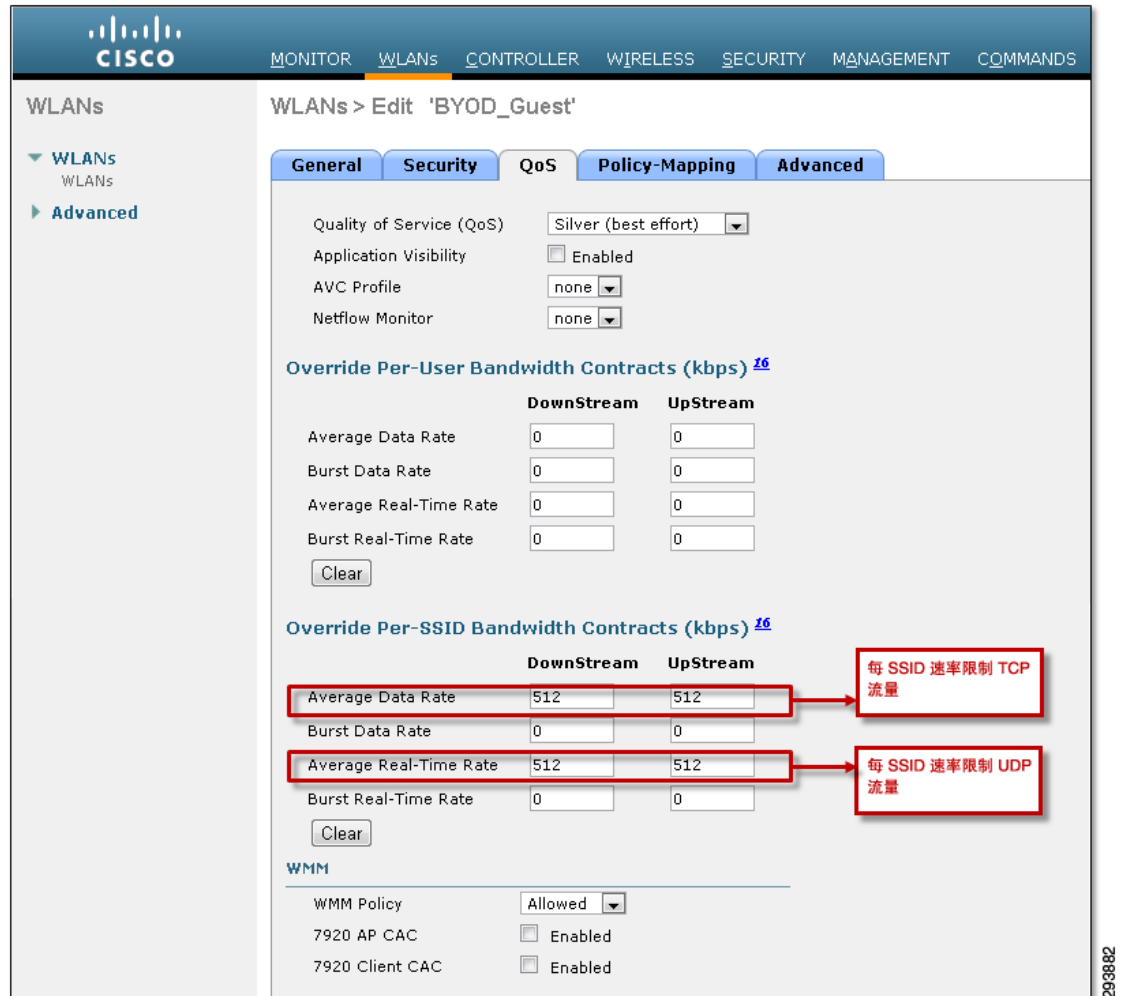 CISCO
MONITOR WLANs CONTROLLER WIRELESS SECURITY MANAGEMENT COMMANDS
WLANs
WLANs > Edit 'BYOD_Guest'
WLANs
WLANs
Advanced
General Security QoS Policy-Mapping Advanced
Quality of Service (QoS) Silver (best effort)
Application Visibility Enabled
AVC Profile none
Netflow Monitor none
Override Per-User Bandwidth Contracts (kbps) 16
DownStream UpStream
Average Data Rate 0 0
Burst Data Rate 0 0
Average Real-Time Rate 0 0
Burst Real-Time Rate 0 0
Clear
Override Per-SSID Bandwidth Contracts (kbps) 16
DownStream UpStream
Average Data Rate 512 512
每 SSID 速率限制 TCP
流量
Burst Data Rate 0 0
Average Real-Time Rate 512 512
每 SSID 速率限制 UDP
流量
Burst Real-Time Rate 0 0
Clear
WMM
WMM Policy Allowed
7920 AP CAC Enabled
7920 Client CAC Enabled
293882